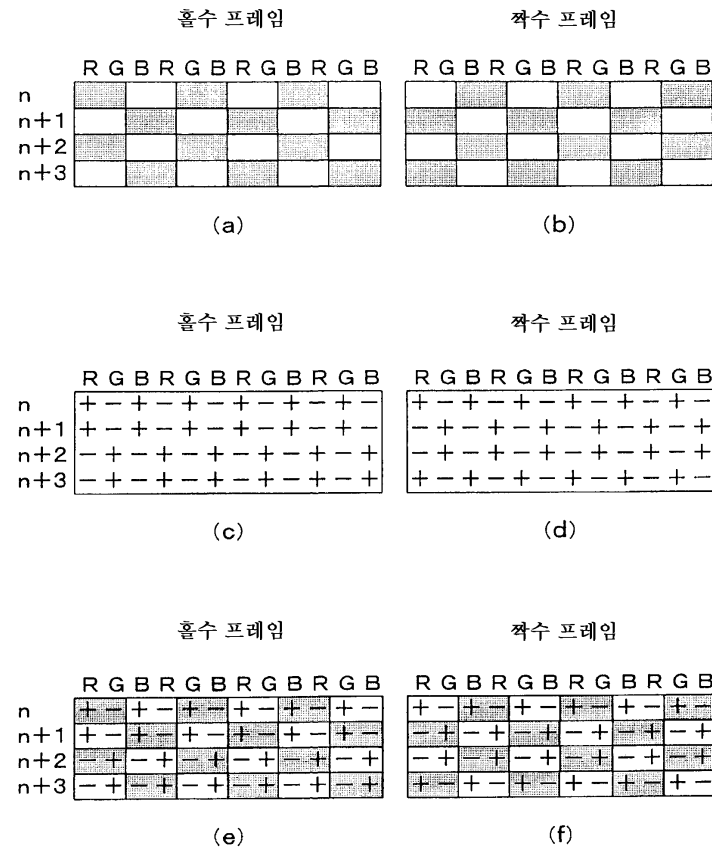 홀수 프레임 짝수 프레임
R G B R G B R G B R G B R G B R G B R G B R G B
n
n+1
n+2
n+3
(a) (b)
홀수 프레임 짝수 프레임
R G B R G B R G B R G B R G B R G B R G B R G B
n + − + − + − + − + − + − + − + − + − + − + − + −
n+1 + − + − + − + − + − + − − + − + − + − + − + − +
n+2 − + − + − + − + − + − + − + − + − + − + − + − +
n+3 − + − + − + − + − + − + + − + − + − + − + − + −
(c) (d)
홀수 프레임 짝수 프레임
R G B R G B R G B R G B R G B R G B R G B R G B
n + − + − + − + − + − + − + − + − + − + − + − + −
n+1 + − + − + − + − + − + − − + − + − + − + − + − +
n+2 − + − + − + − + − + − + − + − + − + − + − + − +
n+3 − + − + − + − + − + − + + − + − + − + − + − + −
(e) (f)